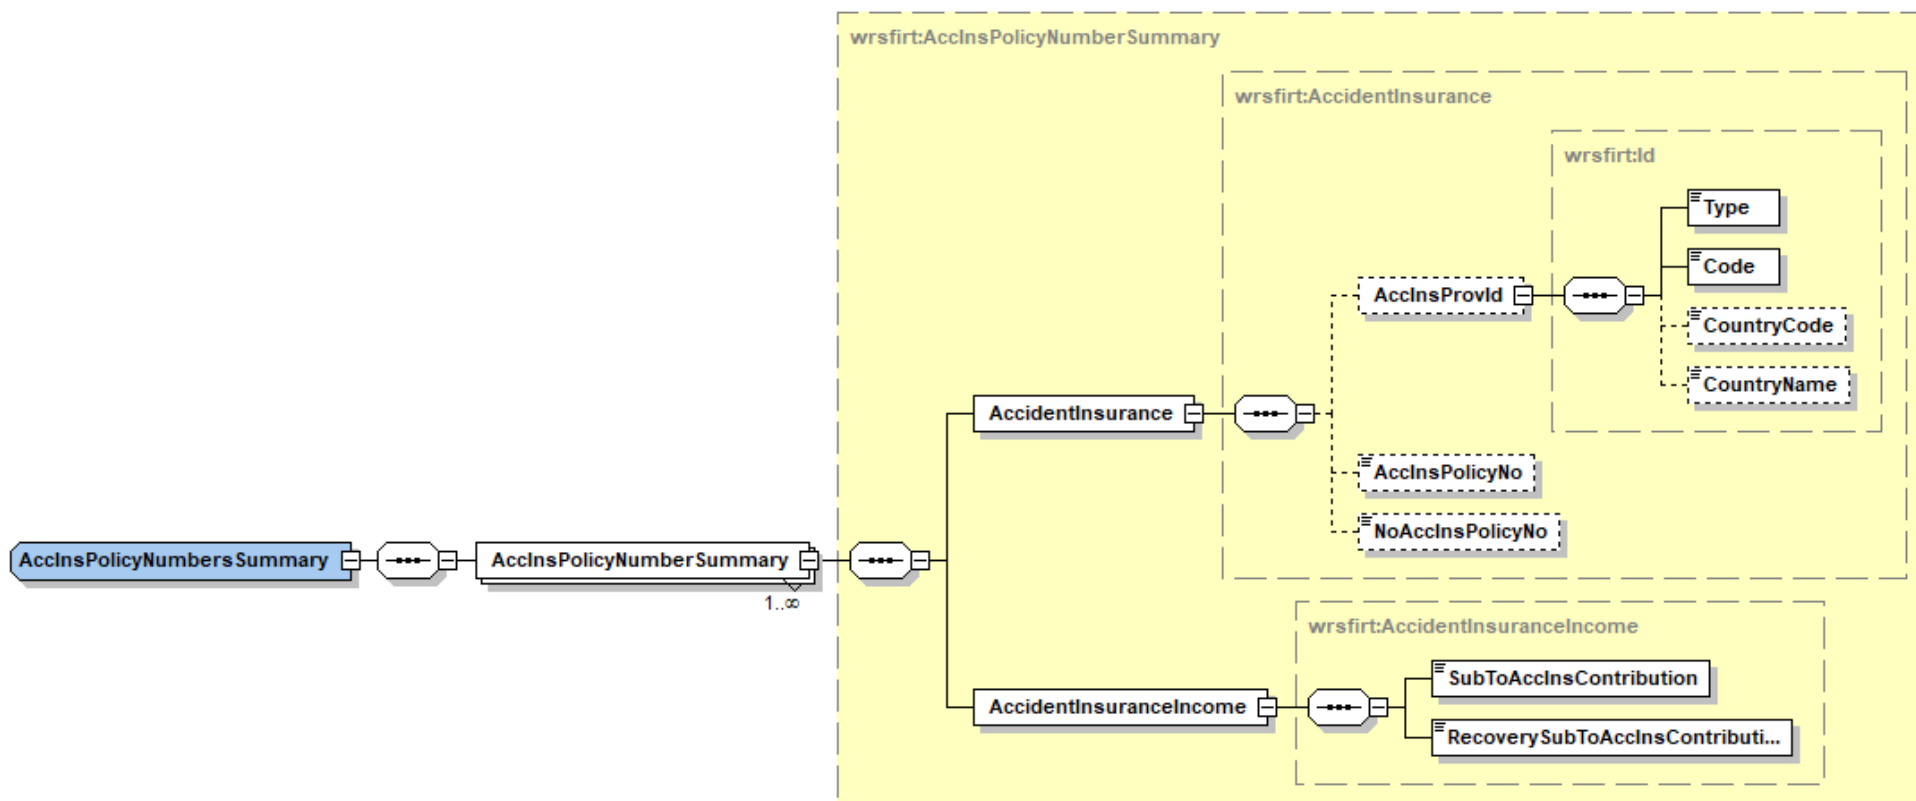 wrsfirt:AccInsPolicyNumberSummary
wrsfirt:AccidentInsurance
wrsfirt:Id
Type
Code
AccInsProvId
CountryCode
CountryName
AccidentInsurance
AccInsPolicyNo
NoAccInsPolicyNo
AccInsPolicyNumbersSummary
AccInsPolicyNumberSummary
1..∞
wrsfirt:AccidentInsuranceIncome
SubToAccInsContribution
AccidentInsuranceIncome
RecoverySubToAccInsContributi...